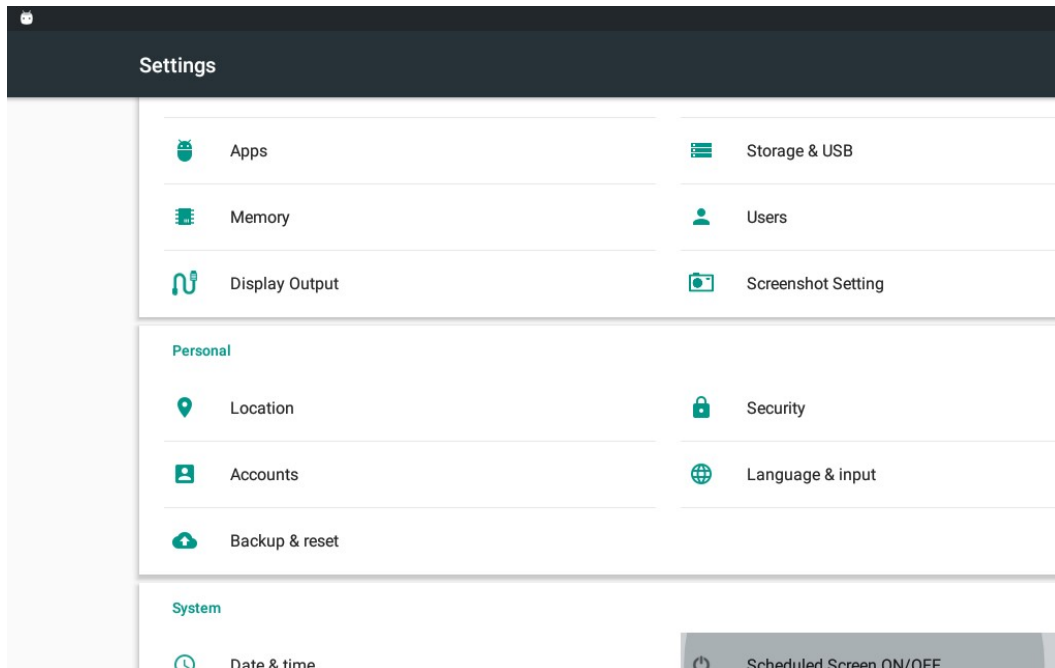 Settings
Apps
Storage & USB
Memory
Users
Display Output
Screenshot Setting
Personal
Location
Security
Accounts
Language & input
Backup & reset
System
Date & time
Scheduled Screen ON/OFF